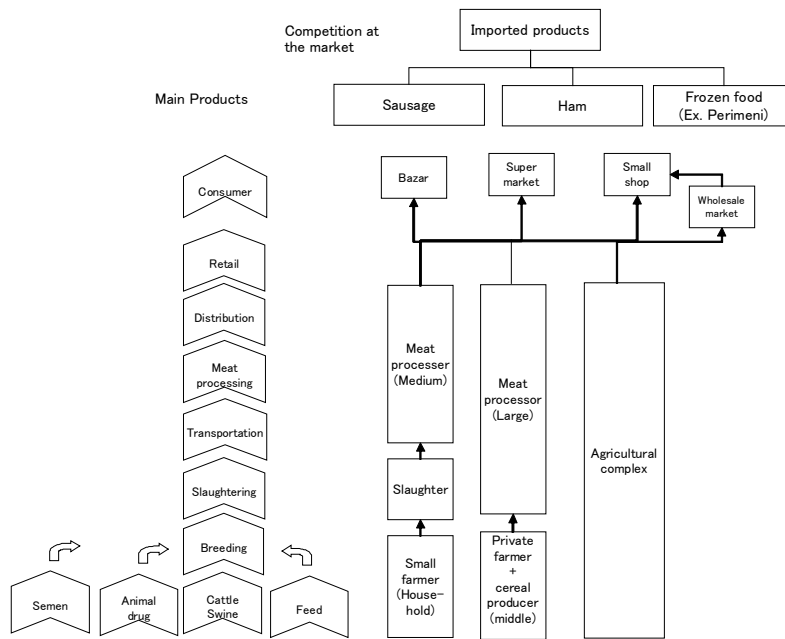 Competition at
the market
Imported products
Main Products
Sausage
Ham
Frozen food
(Ex. Perimeni)
Consumer
Bazar
Super
market
Small
shop
Wholesale
market
Retail
Distribution
Meat
processing
Transportation
Slaughtering
Breeding
Semen
Animal
drug
Cattle
Swine
Feed
Meat
processer
(Medium)
Slaughter
Small
farmer
(House-
hold)
Meat
processor
(Large)
Private
farmer
+
cereal
producer
(middle)
Agricultural
complex